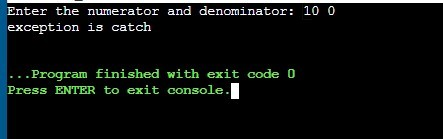 Enter the numerator and denominator: 10 0
exception is catch
...Program finished with exit code 0
Press ENTER to exit console.